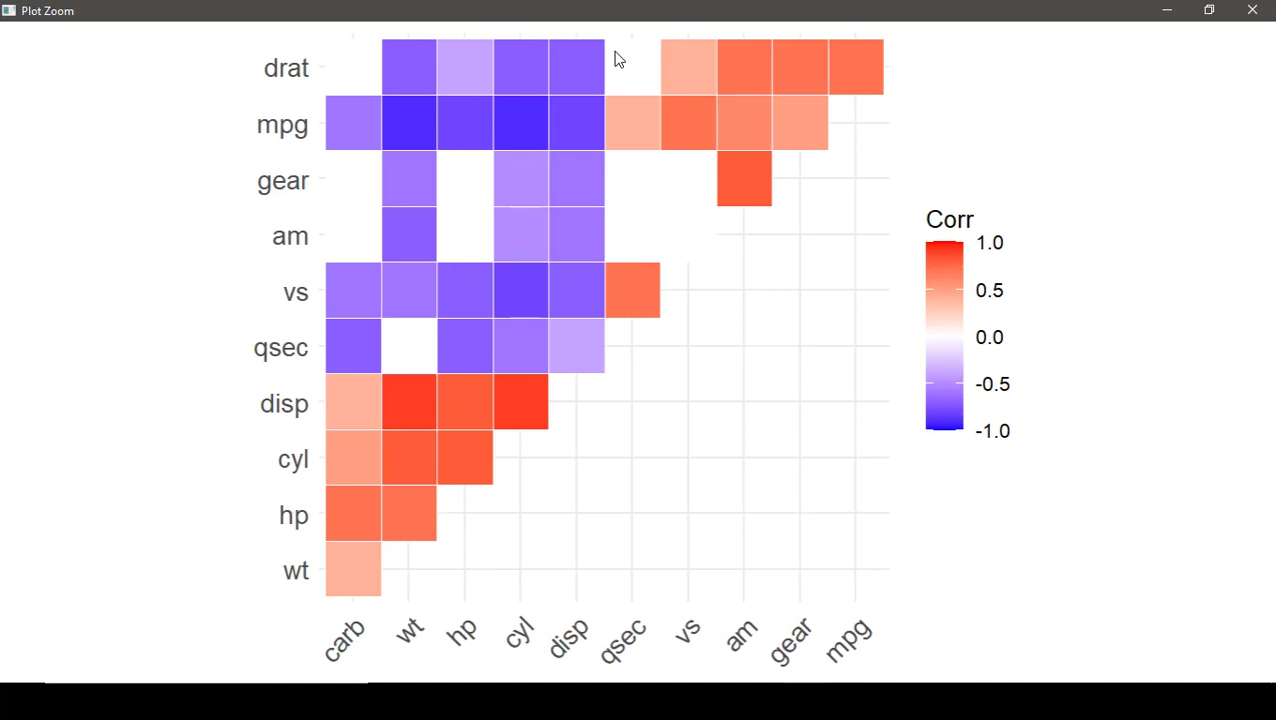 Plot Zoom
drat
mpg
gear
am
vs
qsec
disp
cyl
hp
wt
carb
wt
hp
cyl
disp
qsec
vs
am
gear
mpg
Corr
1.0
0.5
0.0
-0.5
-1.0